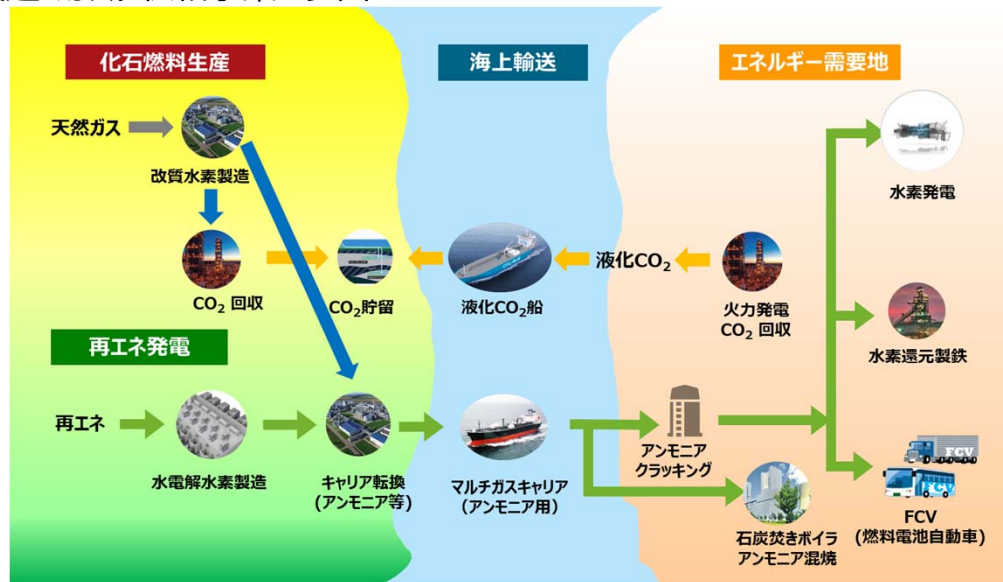 化石燃料生産
海上輸送
エネルギー需要地
天然ガス
改質水素製造
水素発電
CO₂ 回収
CO₂貯留
液化CO₂船
液化CO₂
火力発電
CO₂ 回収
水素還元製鉄
再エネ発電
再エネ
水電解水素製造
キャリア転換
(アンモニア等)
マルチガスキャリア
(アンモニア用)
アンモニア
クラッキング
石炭焚きボイラ
アンモニア混焼
FCV
FCV
FCV
(燃料電池自動車)